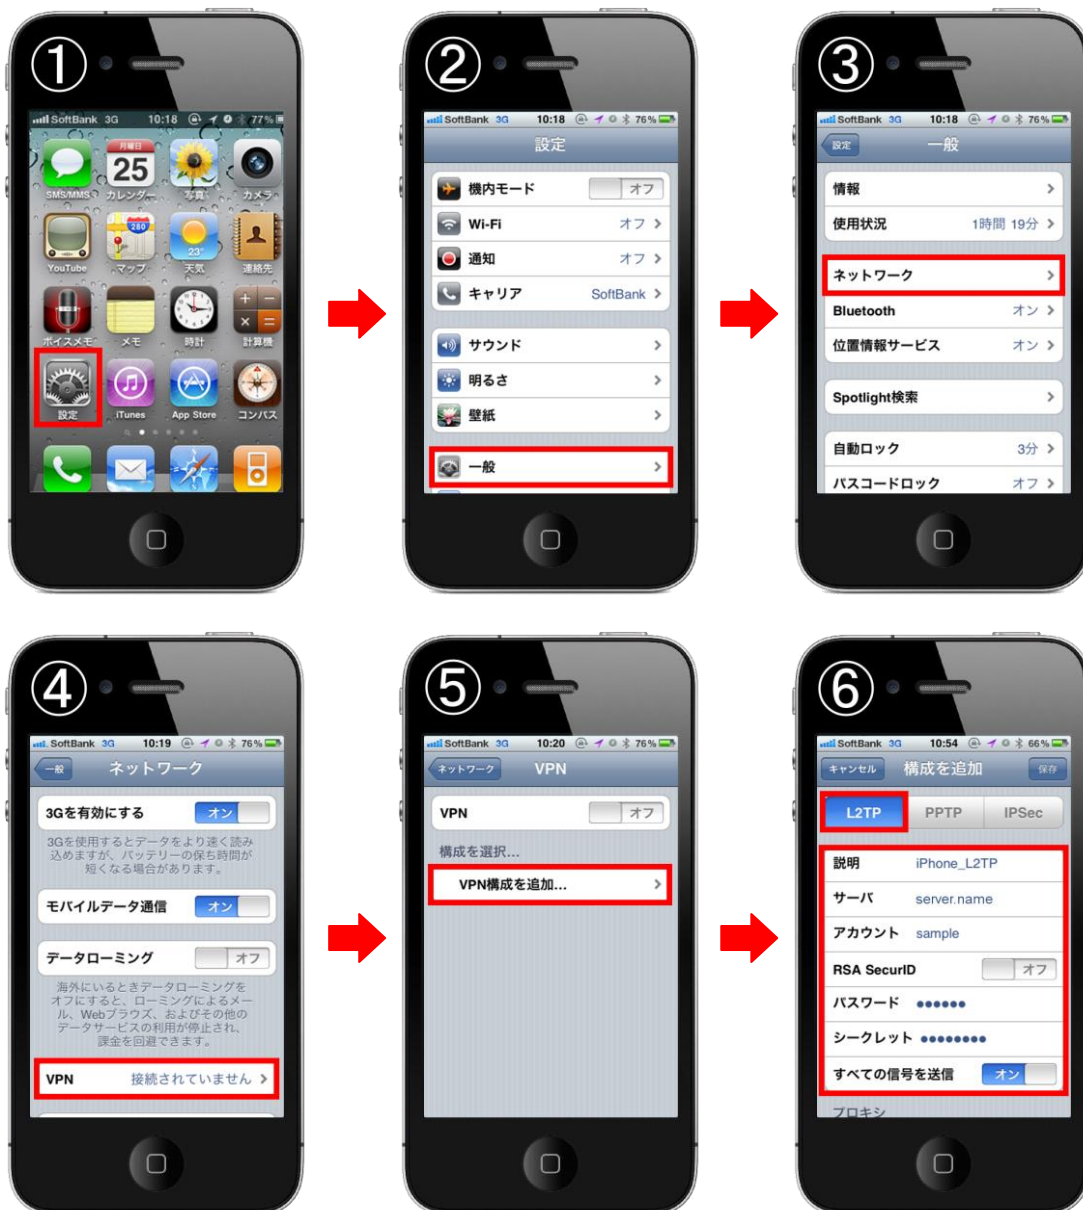 ①
SoftBank 3G 10:18 77%
月曜日
25
SMS/MMS カレンダー 写真 カメラ
280
23°
YouTube マップ 天気 連絡先
ボイスメモ メモ 時計 計算機
設定 iTunes App Store コンパス
②
SoftBank 3G 10:18 76%
設定
機内モード オフ
Wi-Fi オフ
通知 オフ
キャリア SoftBank
サウンド
明るさ
壁紙
一般
③
SoftBank 3G 10:18 76%
設定 一般
情報
使用状況 1時間 19分
ネットワーク
Bluetooth オン
位置情報サービス オン
Spotlight検索
自動ロック 3分
パスコードロック オフ
④
SoftBank 3G 10:19 76%
一般 ネットワーク
3Gを有効にする オン
3Gを使用するとデータをより速く読み
込めますが、バッテリーの保ち時間が
短くなる場合があります。
モバイルデータ通信 オン
データローミング オフ
海外にいるときデータローミングを
オフにすると、ローミングによるメー
ル、Webブラウズ、およびその他の
データサービスの利用が停止され、
課金を回避できます。
VPN 接続されていません
⑤
SoftBank 3G 10:20 76%
ネットワーク VPN
VPN オフ
構成を選択...
VPN構成を追加...
⑥
SoftBank 3G 10:54 66%
キャンセル 構成を追加 保存
L2TP PPTP IPSec
説明 iPhone_L2TP
サーバ server.name
アカウント sample
RSA SecurID オフ
パスワード ●●●●●●
シークレット ●●●●●●●●
すべての信号を送信 オン
プロキシ